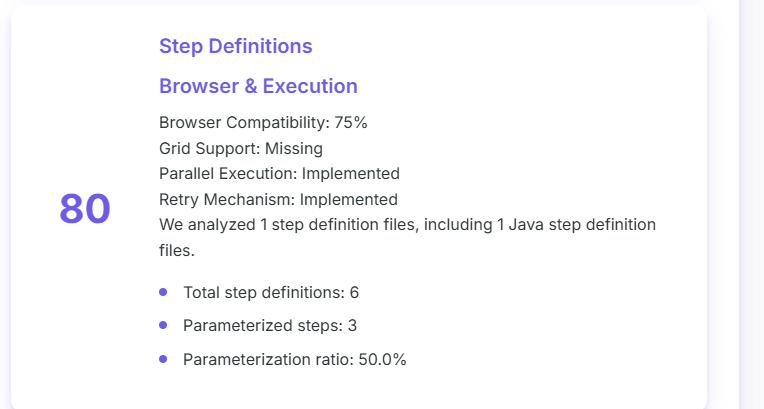 Step Definitions
Browser & Execution
Browser Compatibility: 75%
Grid Support: Missing
Parallel Execution: Implemented
Retry Mechanism: Implemented
80
We analyzed 1 step definition files, including 1 Java step definition
files.
Total step definitions: 6
Parameterized steps: 3
Parameterization ratio: 50.0%